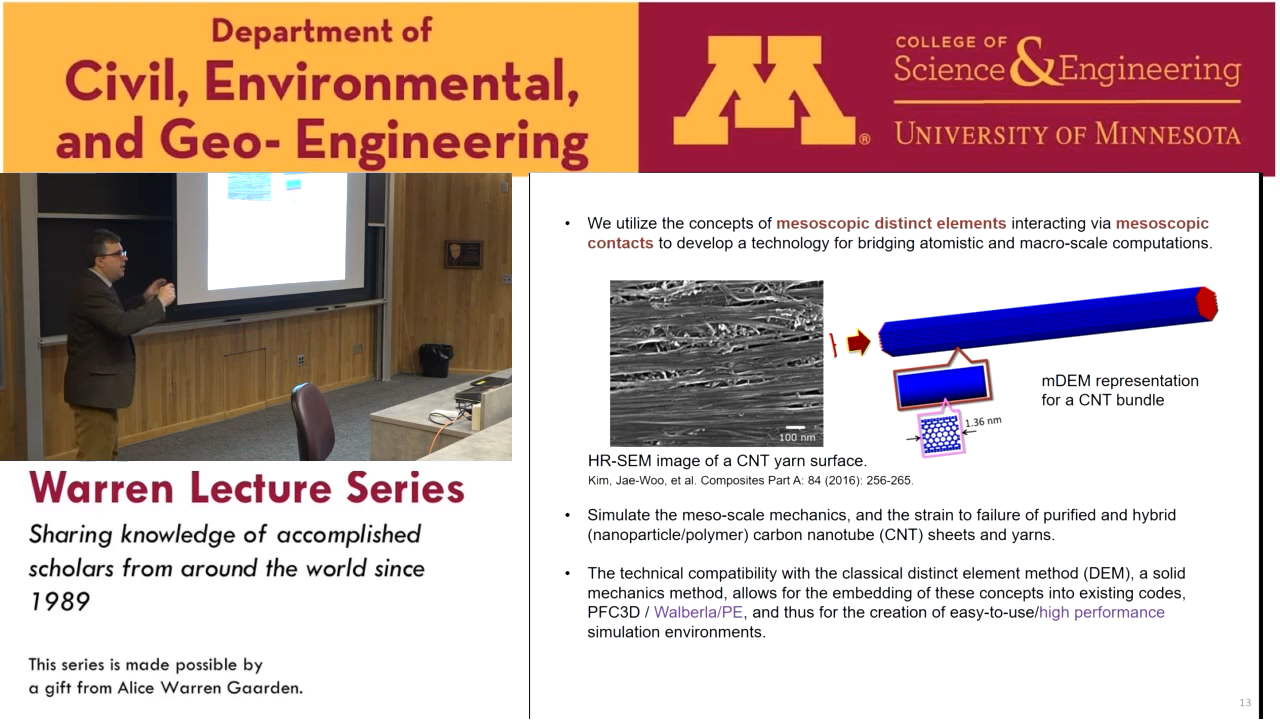 Department of
Civil, Environmental,
and Geo- Engineering
M
®
COLLEGE OF
Science & Engineering
UNIVERSITY OF MINNESOTA
• We utilize the concepts of mesoscopic distinct elements interacting via mesoscopic
contacts to develop a technology for bridging atomistic and macro-scale computations.
100 nm
1.36 nm
mDEM representation
for a CNT bundle
HR-SEM image of a CNT yarn surface.
Kim, Jae-Woo, et al. Composites Part A: 84 (2016): 256-265.
• Simulate the meso-scale mechanics, and the strain to failure of purified and hybrid
(nanoparticle/polymer) carbon nanotube (CNT) sheets and yarns.
• The technical compatibility with the classical distinct element method (DEM), a solid
mechanics method, allows for the embedding of these concepts into existing codes,
PFC3D / Walberla/PE, and thus for the creation of easy-to-use/high performance
simulation environments.
13
Warren Lecture Series
Sharing knowledge of accomplished
scholars from around the world since
1989
This series is made possible by
a gift from Alice Warren Gaarden.